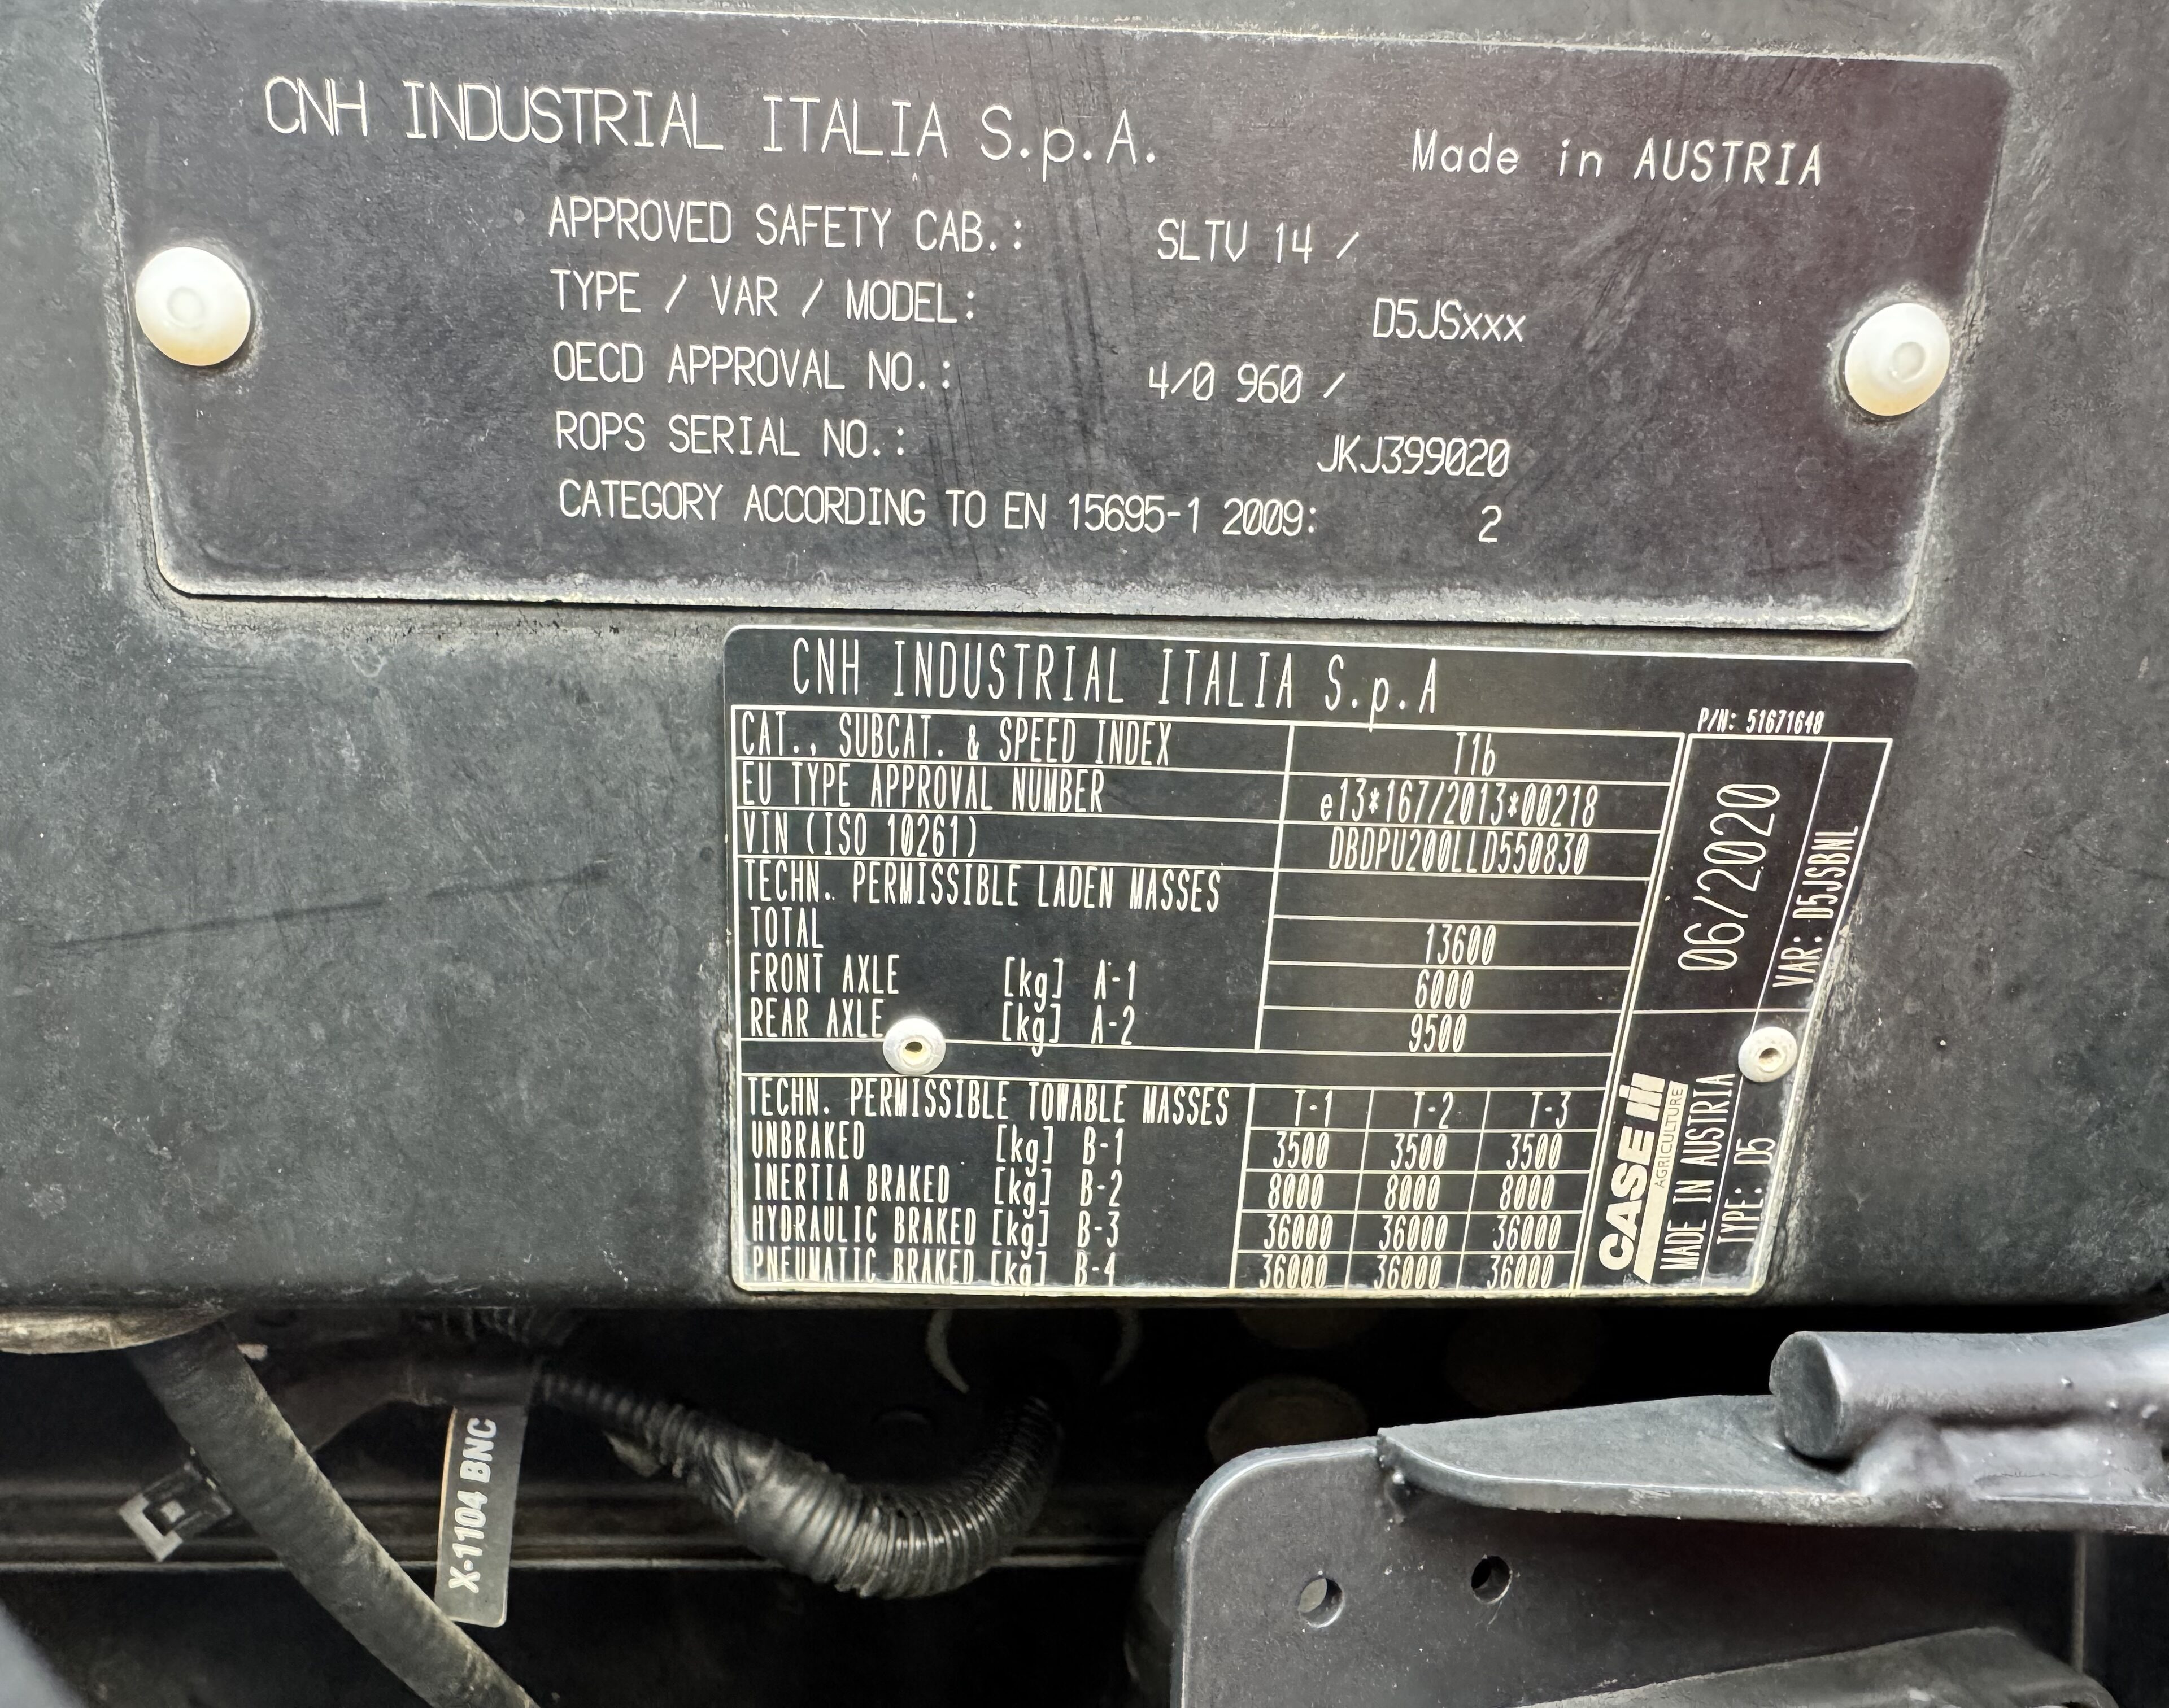 CNH INDUSTRIAL ITALIA S.p.A.
Made in AUSTRIA
APPROVED SAFETY CAB.: SLTV 14 /
TYPE / VAR / MODEL: D5JSxxx
OECD APPROVAL NO.: 4/0 960 /
ROPS SERIAL NO.: JKJ399020
CATEGORY ACCORDING TO EN 15695-1 2009: 2
CNH INDUSTRIAL ITALIA S.p.A
P/N: 51671648
CAT., SUBCAT. & SPEED INDEX T1b
EU TYPE APPROVAL NUMBER e13*167/2013*00218
VIN (ISO 10261) DBDPU200LLD550830
TECHN. PERMISSIBLE LADEN MASSES
TOTAL 13600
FRONT AXLE [kg] A-1 6000
REAR AXLE [kg] A-2 9500
TECHN. PERMISSIBLE TOWABLE MASSES T-1 T-2 T-3
UNBRAKED [kg] B-1 3500 3500 3500
INERTIA BRAKED [kg] B-2 8000 8000 8000
HYDRAULIC BRAKED [kg] B-3 36000 36000 36000
PNEUMATIC BRAKED [kg] B-4 36000 36000 36000
06/2020
VAR: D5JSBNL
CASE IH
AGRICULTURE
MADE IN AUSTRIA
TYPE: D5
X-1104 BNC